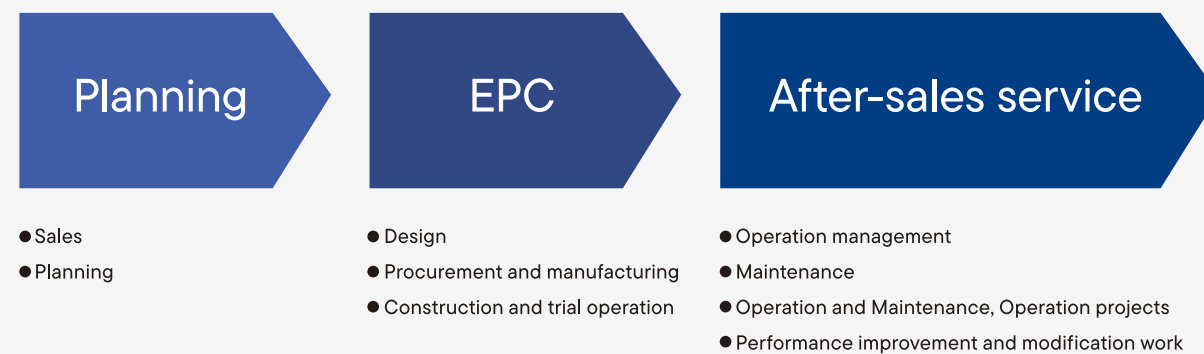 Planning
EPC
After-sales service
● Sales
● Planning
● Design
● Procurement and manufacturing
● Construction and trial operation
● Operation management
● Maintenance
● Operation and Maintenance, Operation projects
● Performance improvement and modification work